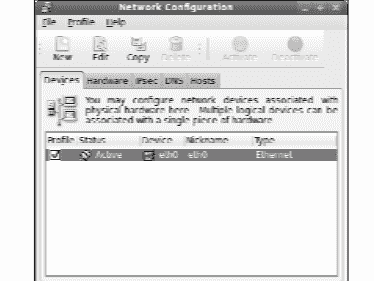 Network Configuration
File Profile Help
New Edit Copy Delete Activate Deactivate
Devices Hardware IPsec DNS Hosts
You may configure network devices associated with
physical hardware here. Multiple logical devices can be
associated with a single piece of hardware.
Profile Status Device Nickname Type
Active eth0 eth0 Ethernet